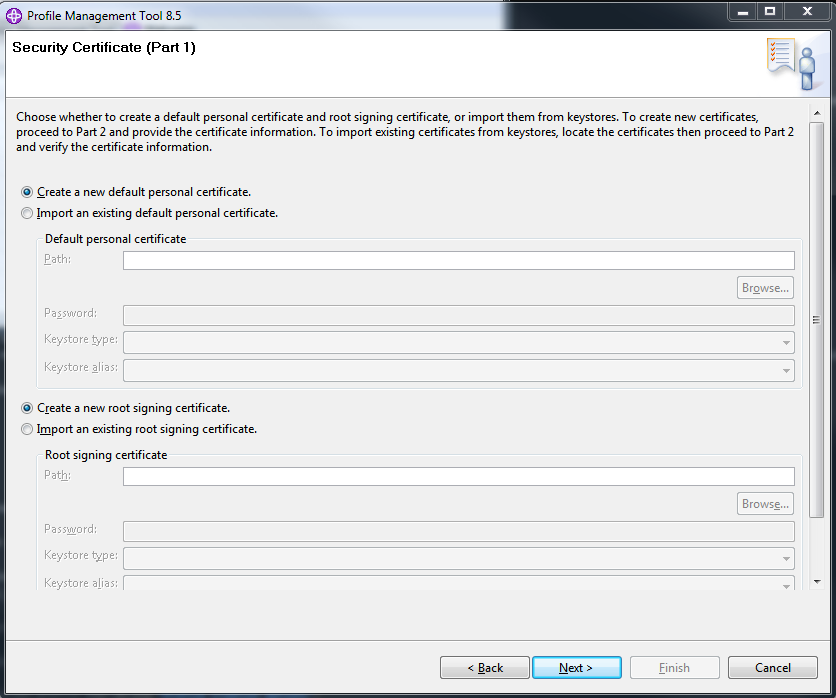 Profile Management Tool 8.5
Security Certificate (Part 1)
Choose whether to create a default personal certificate and root signing certificate, or import them from keystores. To create new certificates,
proceed to Part 2 and provide the certificate information. To import existing certificates from keystores, locate the certificates then proceed to Part 2
and verify the certificate information.
Create a new default personal certificate.
Import an existing default personal certificate.
Default personal certificate
Path:
Browse...
Password:
Keystore type:
Keystore alias:
Create a new root signing certificate.
Import an existing root signing certificate.
Root signing certificate
Path:
Browse...
Password:
Keystore type:
Keystore alias:
< Back
Next >
Finish
Cancel